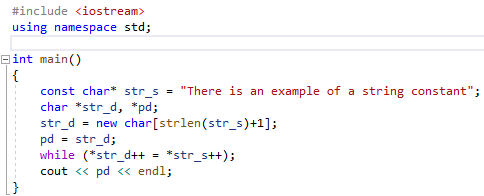 #include <iostream>
using namespace std;
int main()
{
const char* str_s = "There is an example of a string constant";
char *str_d, *pd;
str_d = new char[strlen(str_s)+1];
pd = str_d;
while (*str_d++ = *str_s++);
cout << pd << endl;
}